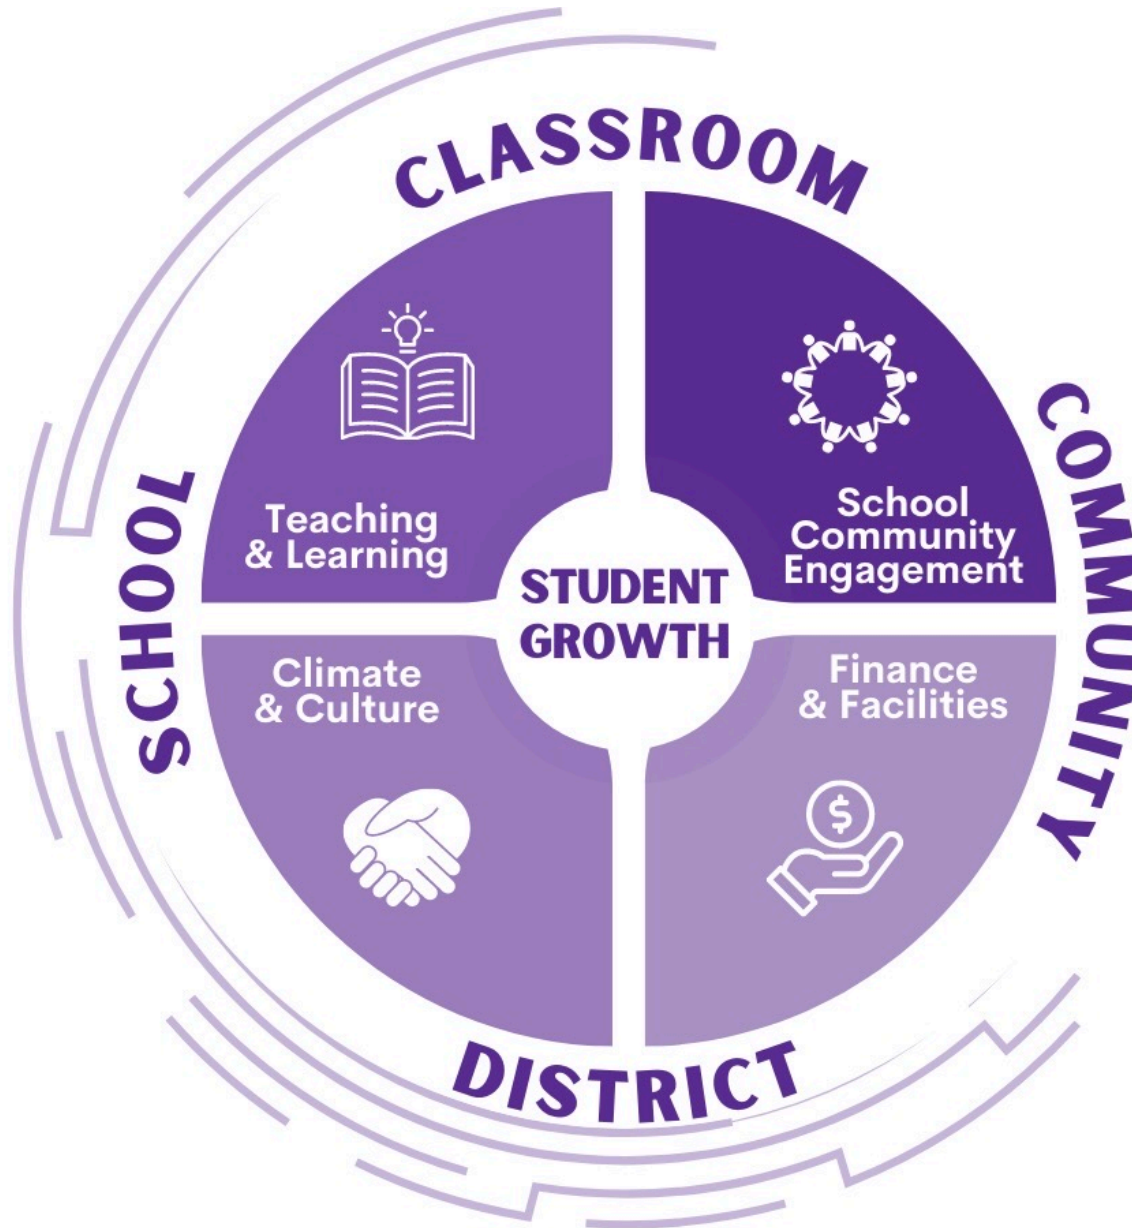 CLASSROOM
COMMUNITY
SCHOOL
DISTRICT
Teaching
& Learning
School
Community
Engagement
STUDENT
GROWTH
Climate
& Culture
Finance
& Facilities
$